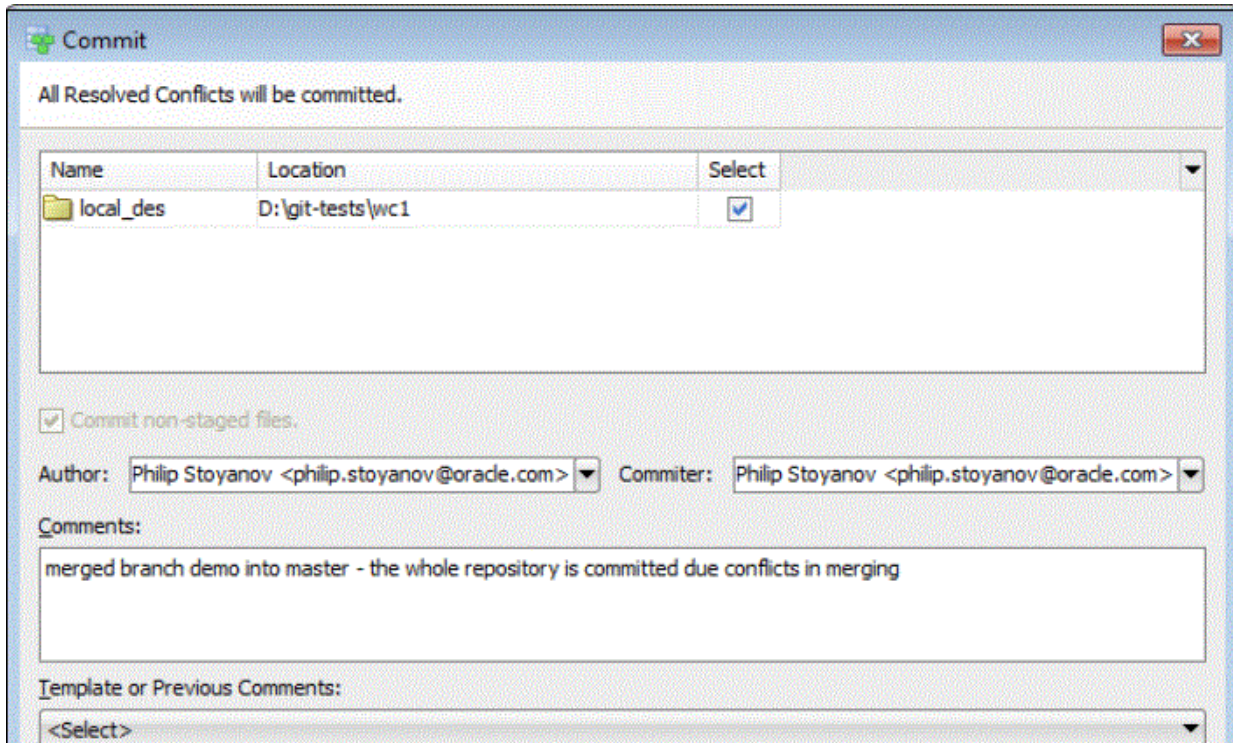 Commit
All Resolved Conflicts will be committed.
Name Location Select
local_des D:\git-tests\wc1
Commit non-staged files.
Author: Philip Stoyanov <philip.stoyanov@oracle.com> Commiter: Philip Stoyanov <philip.stoyanov@oracle.com>
Comments:
merged branch demo into master - the whole repository is committed due conflicts in merging
Template or Previous Comments:
<Select>